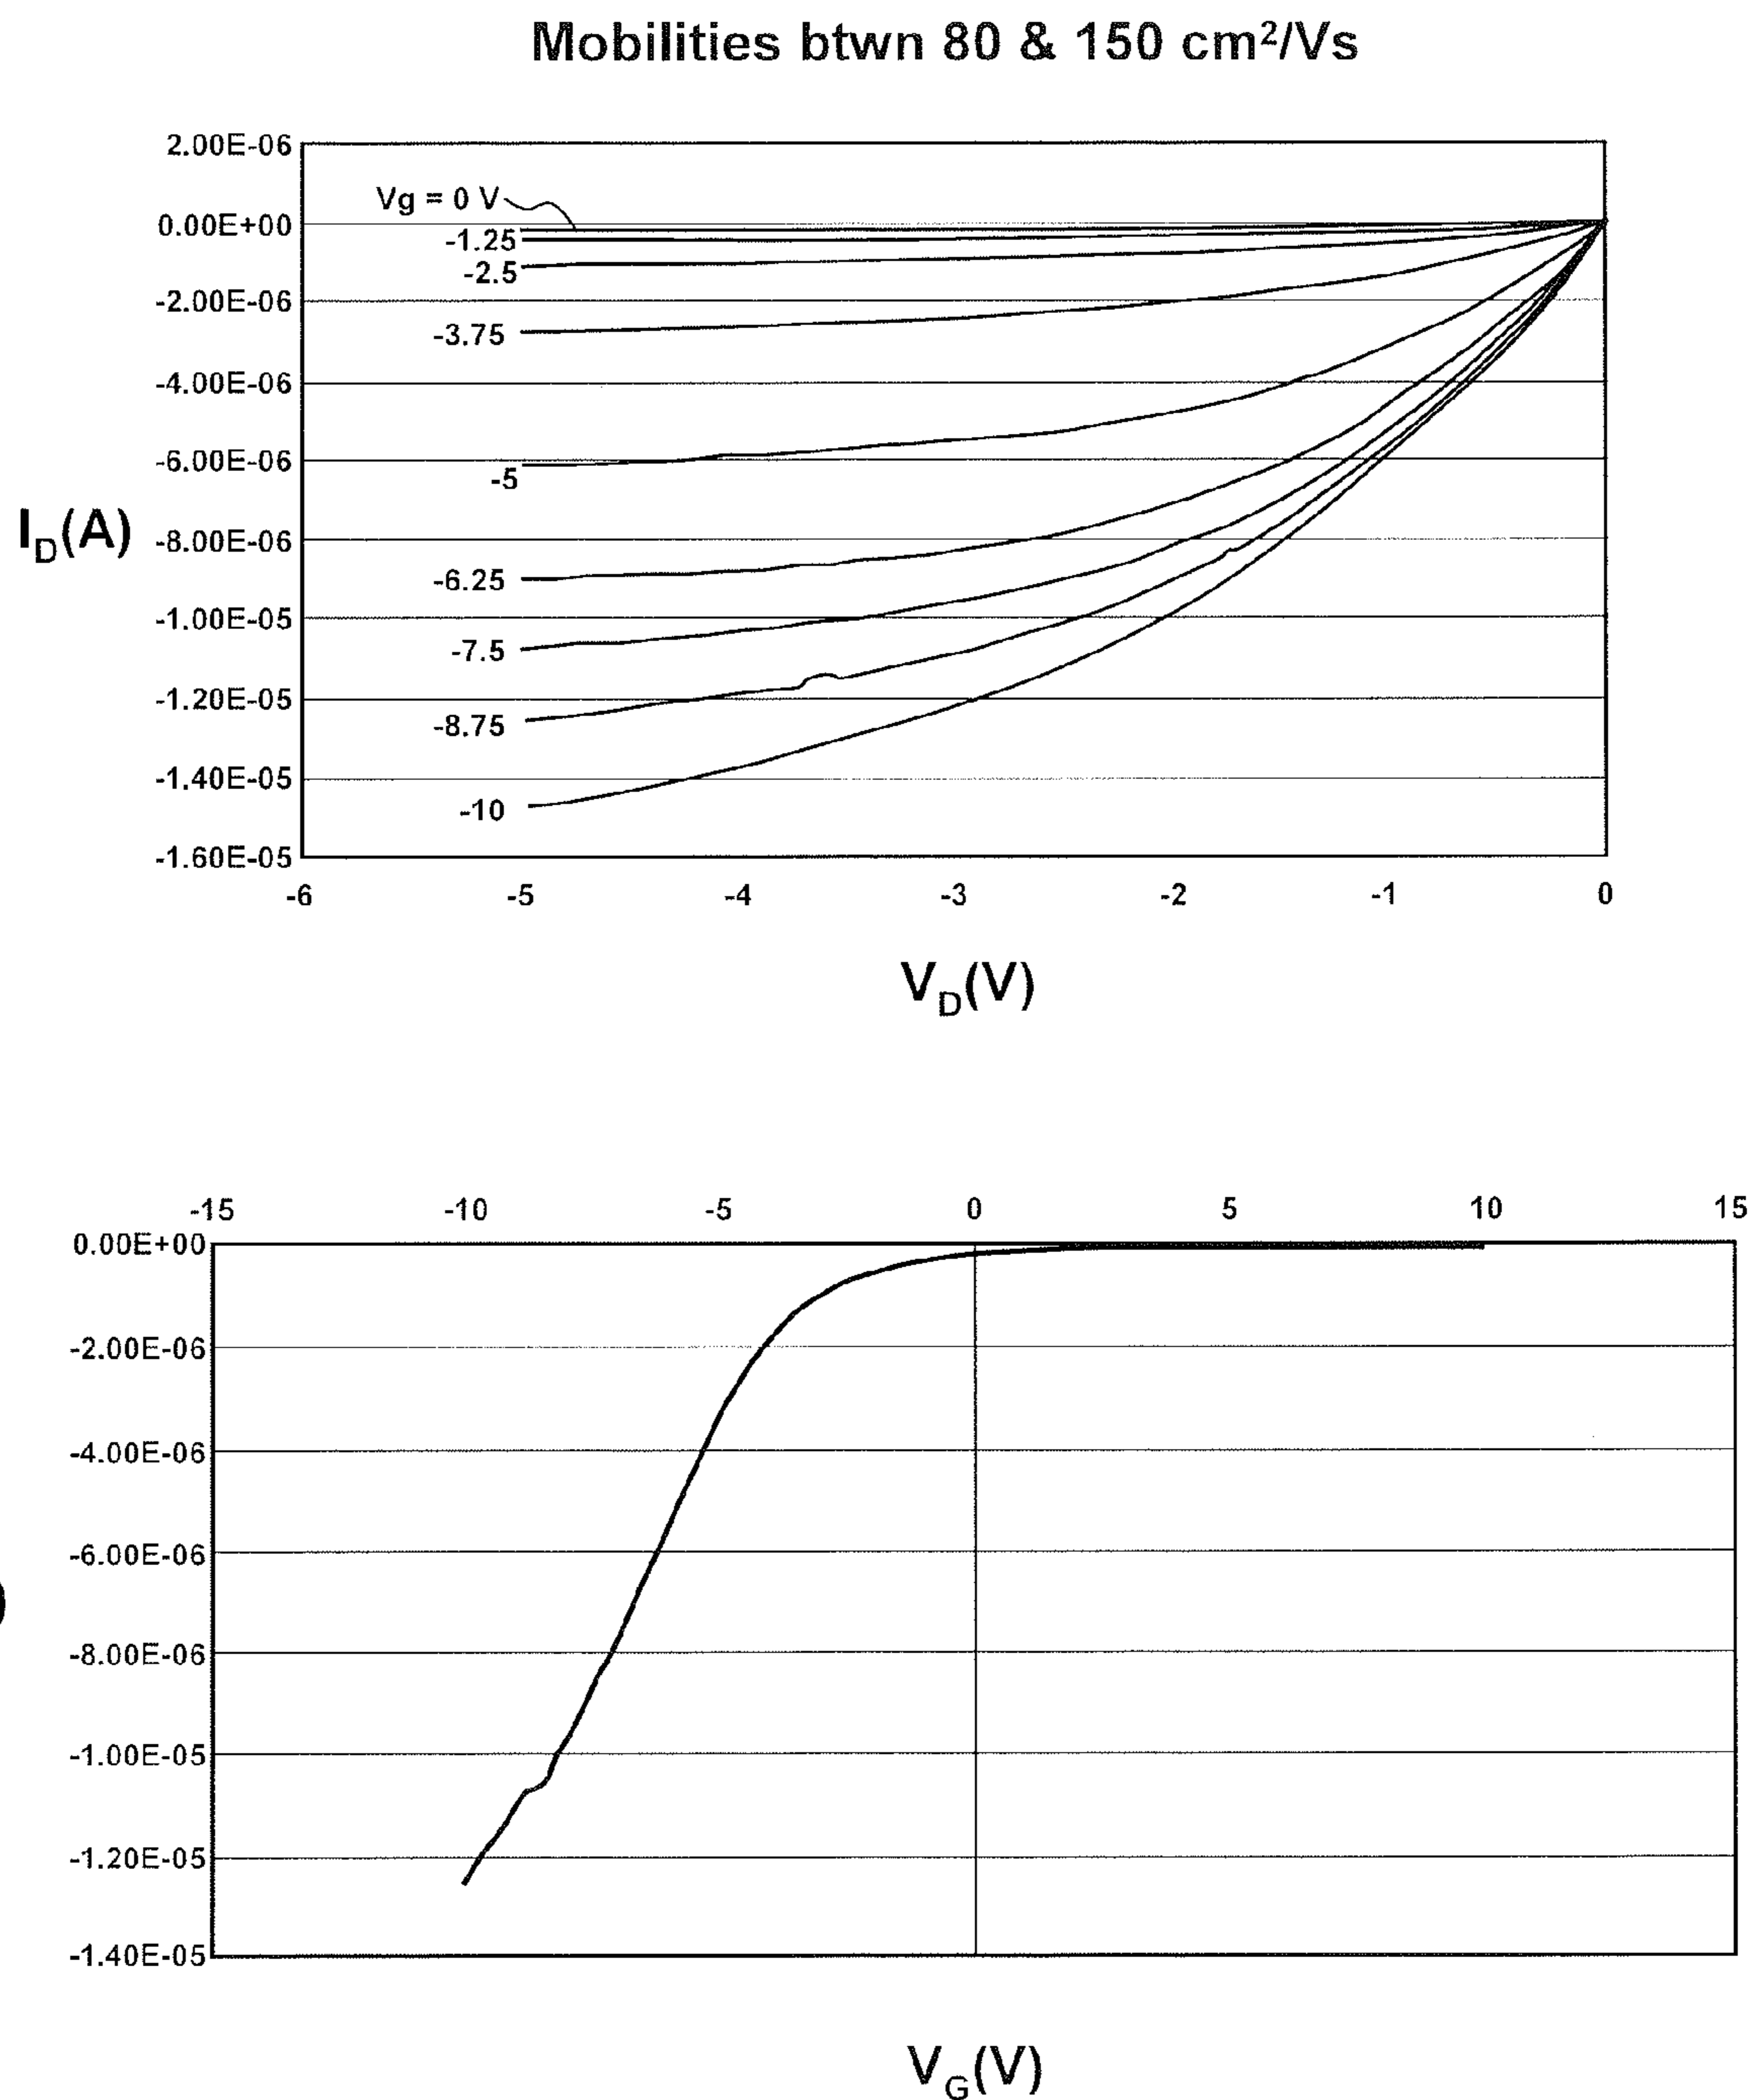 Mobilities btwn 80 & 150 cm²/Vs
2.00E-06
Vg = 0 V
0.00E+00
-1.25
-2.5
-2.00E-06
-3.75
-4.00E-06
-6.00E-06
-5
I_D(A)
-8.00E-06
-6.25
-1.00E-05
-7.5
-1.20E-05
-8.75
-1.40E-05
-10
-1.60E-05
-6 -5 -4 -3 -2 -1 0
V_D(V)
-15 -10 -5 0 5 10 15
0.00E+00
-2.00E-06
-4.00E-06
-6.00E-06
)
-8.00E-06
-1.00E-05
-1.20E-05
-1.40E-05
V_G(V)